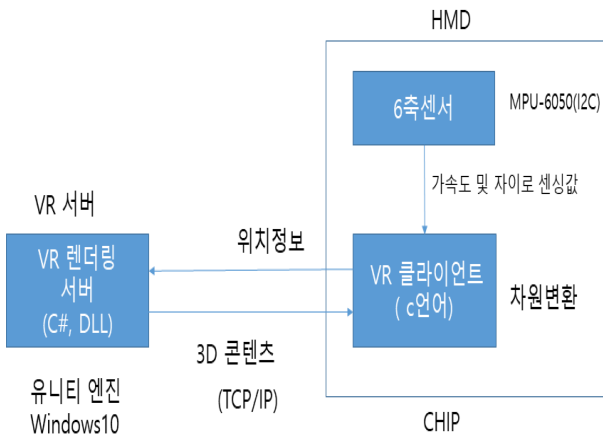 HMD
6축센서
MPU-6050(I2C)
가속도 및 자이로 센싱값
VR 서버
VR 렌더링
서버
(C#, DLL)
위치정보
VR 클라이언트
( c언어)
차원변환
3D 콘텐츠
(TCP/IP)
유니티 엔진
Windows10
CHIP